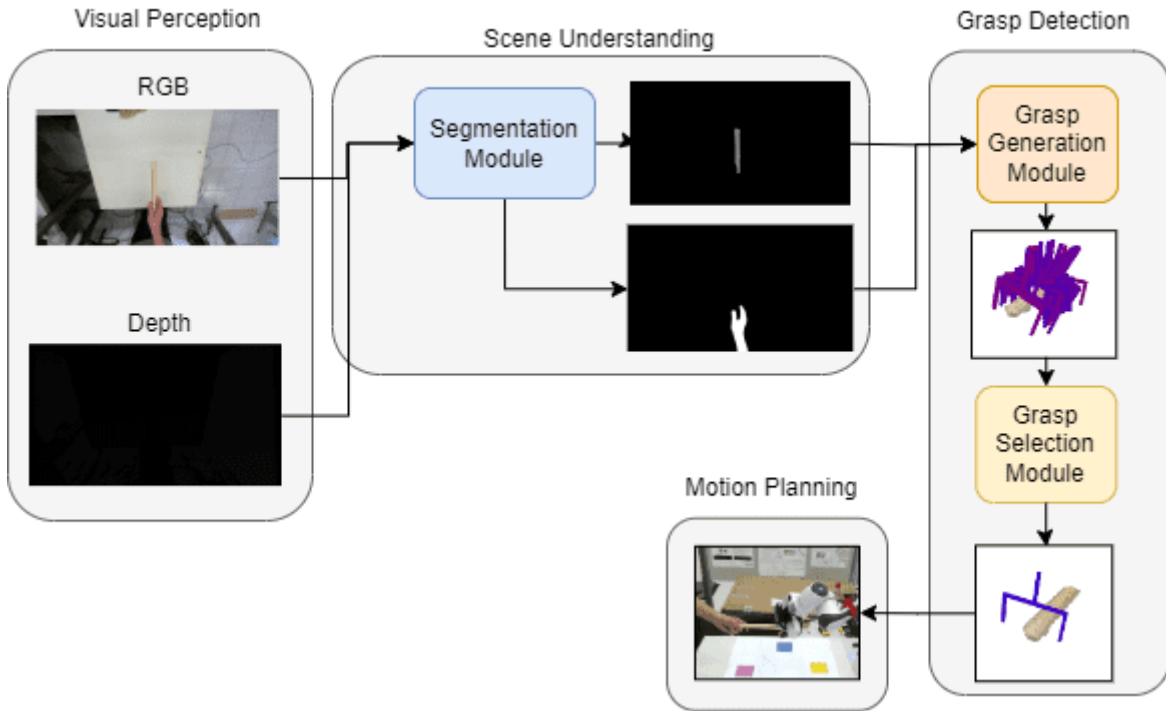 Visual Perception
RGB
Depth
Scene Understanding
Segmentation
Module
Grasp Detection
Grasp
Generation
Module
Grasp
Selection
Module
Motion Planning